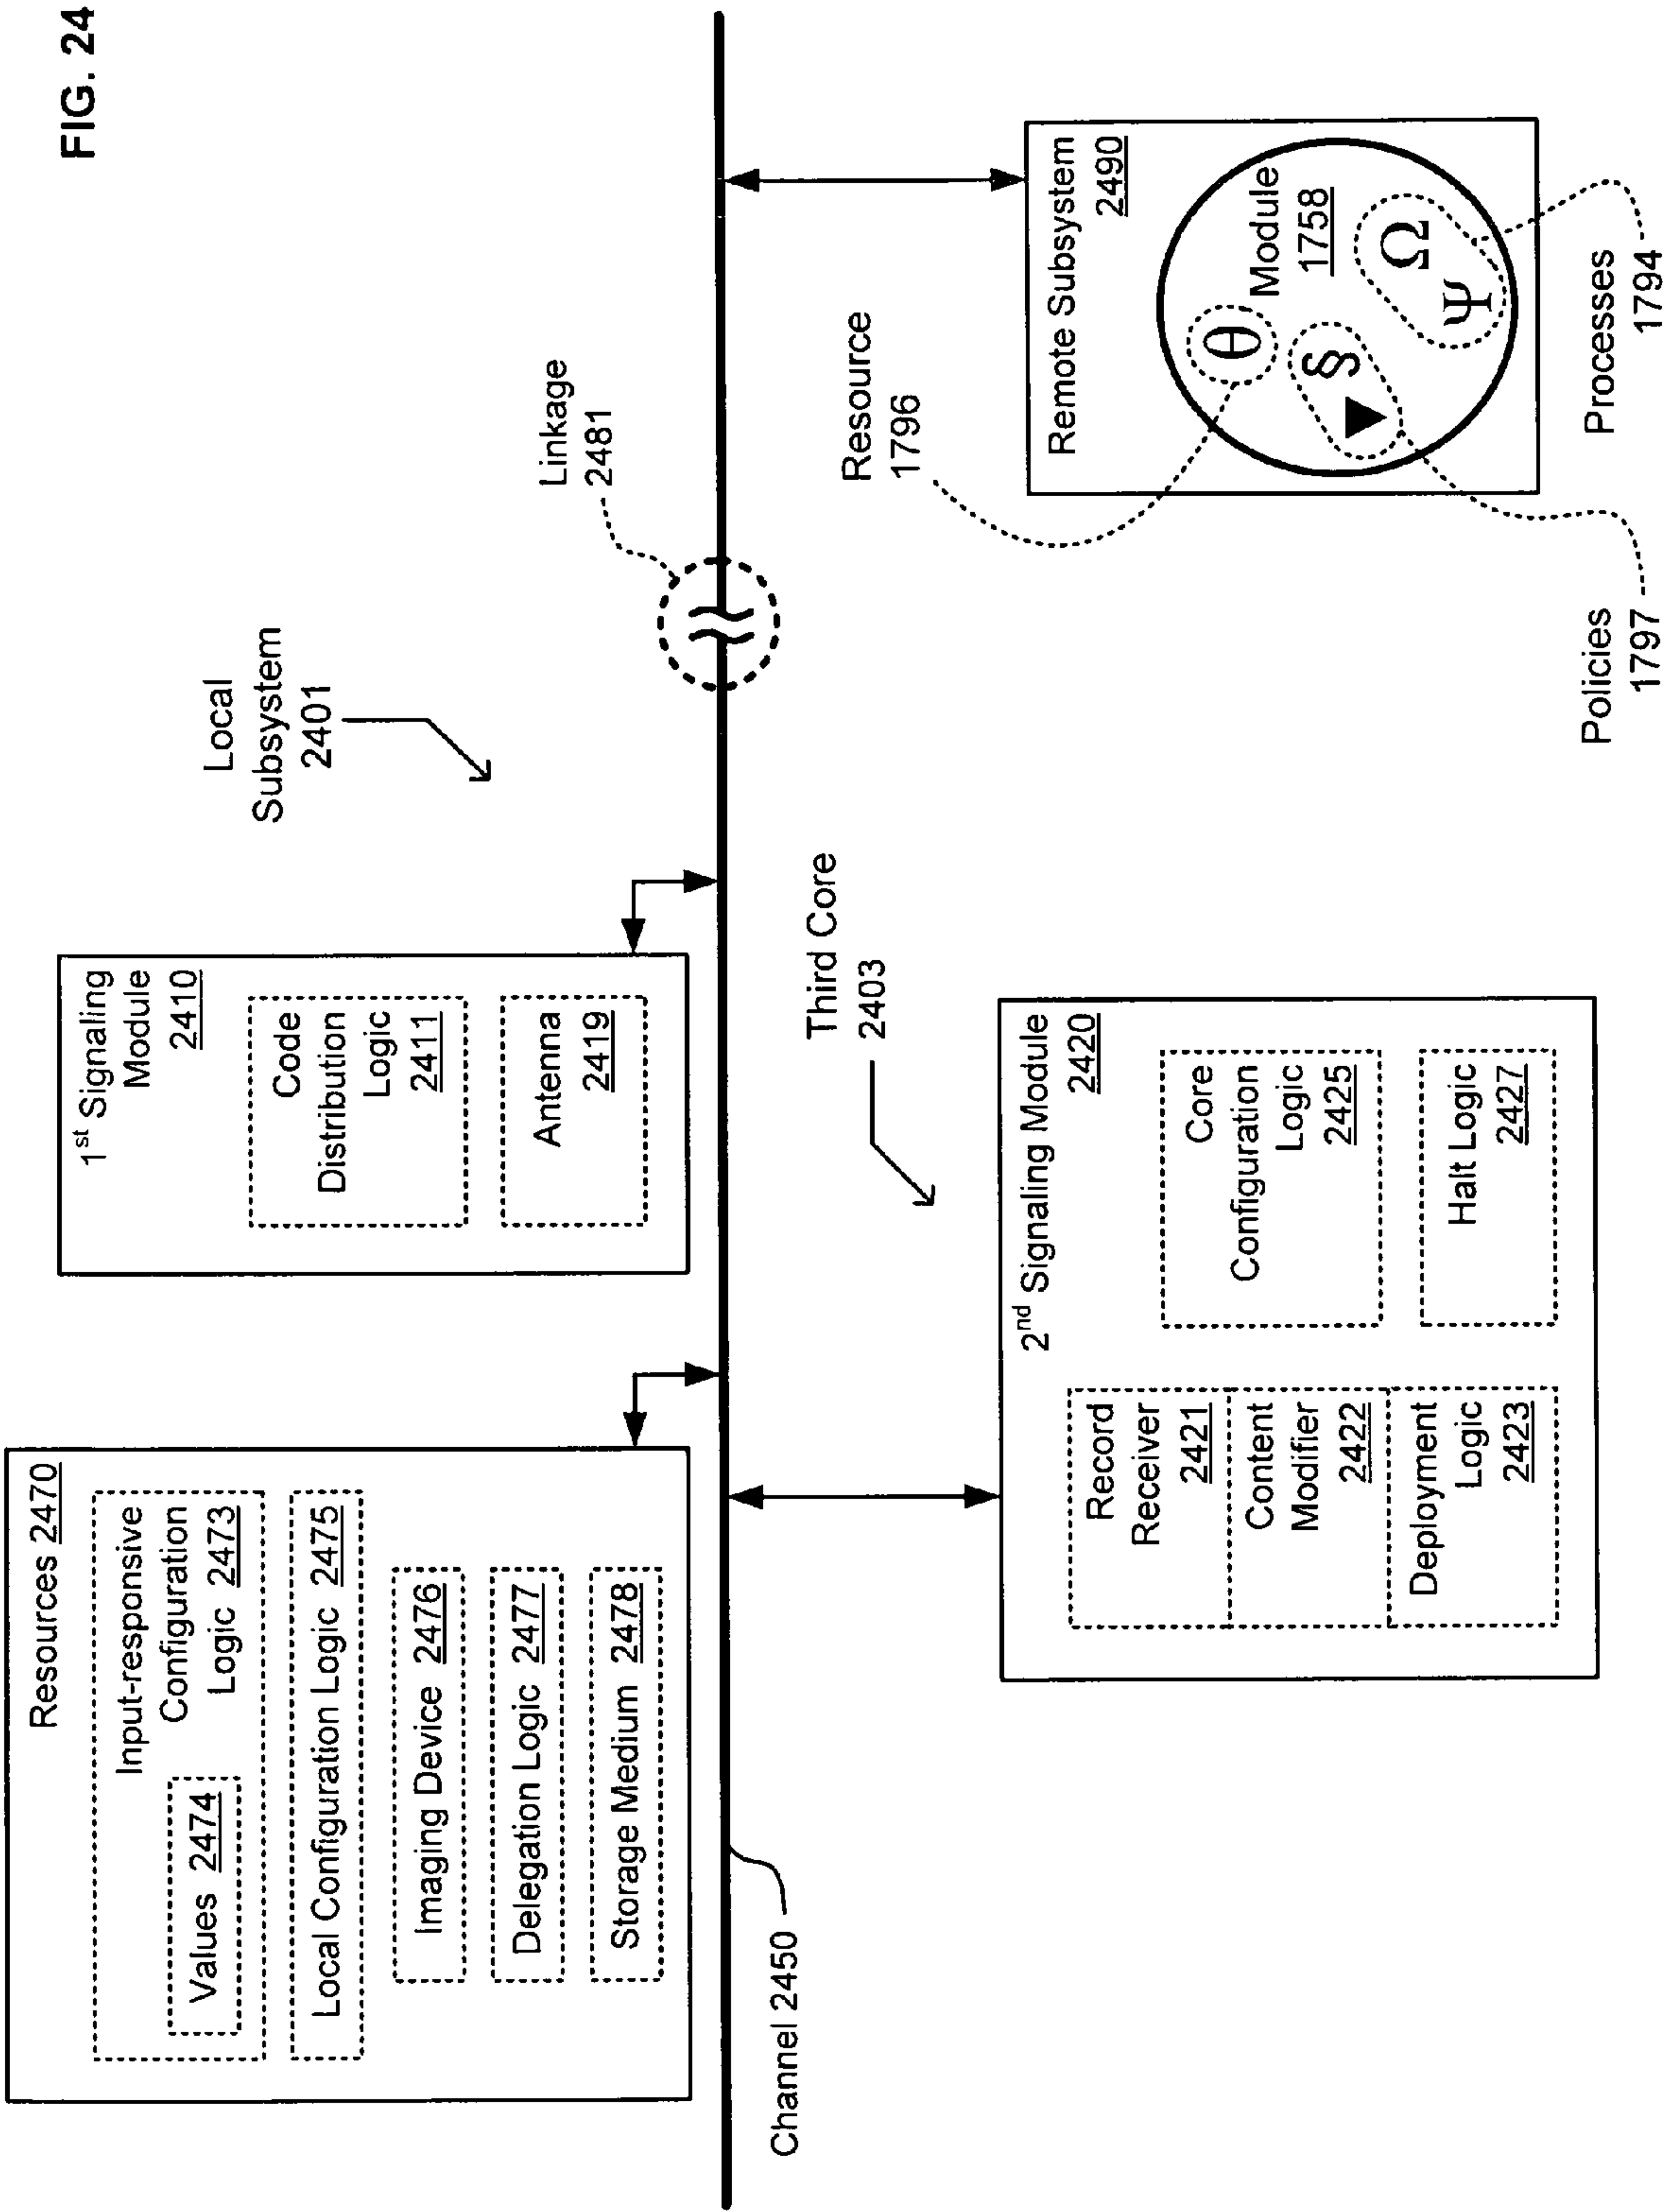 FIG. 24
Resources 2470
Input-responsive
Configuration
Logic 2473
Values 2474
Local Configuration Logic 2475
Imaging Device 2476
Delegation Logic 2477
Storage Medium 2478
1st Signaling
Module
2410
Code
Distribution
Logic
2411
Antenna
2419
Local
Subsystem
2401
Linkage
2481
Channel 2450
Third Core
2403
2nd Signaling Module
2420
Record
Receiver
2421
Content
Modifier
2422
Deployment
Logic
2423
Core
Configuration
Logic
2425
Halt Logic
2427
Resource
1796
Remote Subsystem
2490
Module
1758
θ
§
▲
Ω
Ψ
Policies
1797
Processes
1794